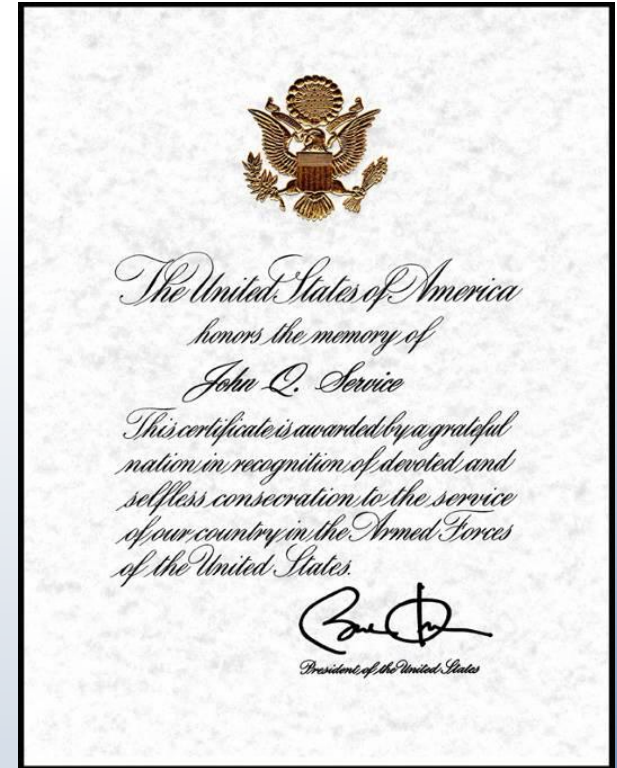 The United States of America
honors the memory of
John Q. Service
This certificate is awarded by a grateful
nation in recognition of devoted and
selfless consecration to the service
of our country in the Armed Forces
of the United States.
President of the United States